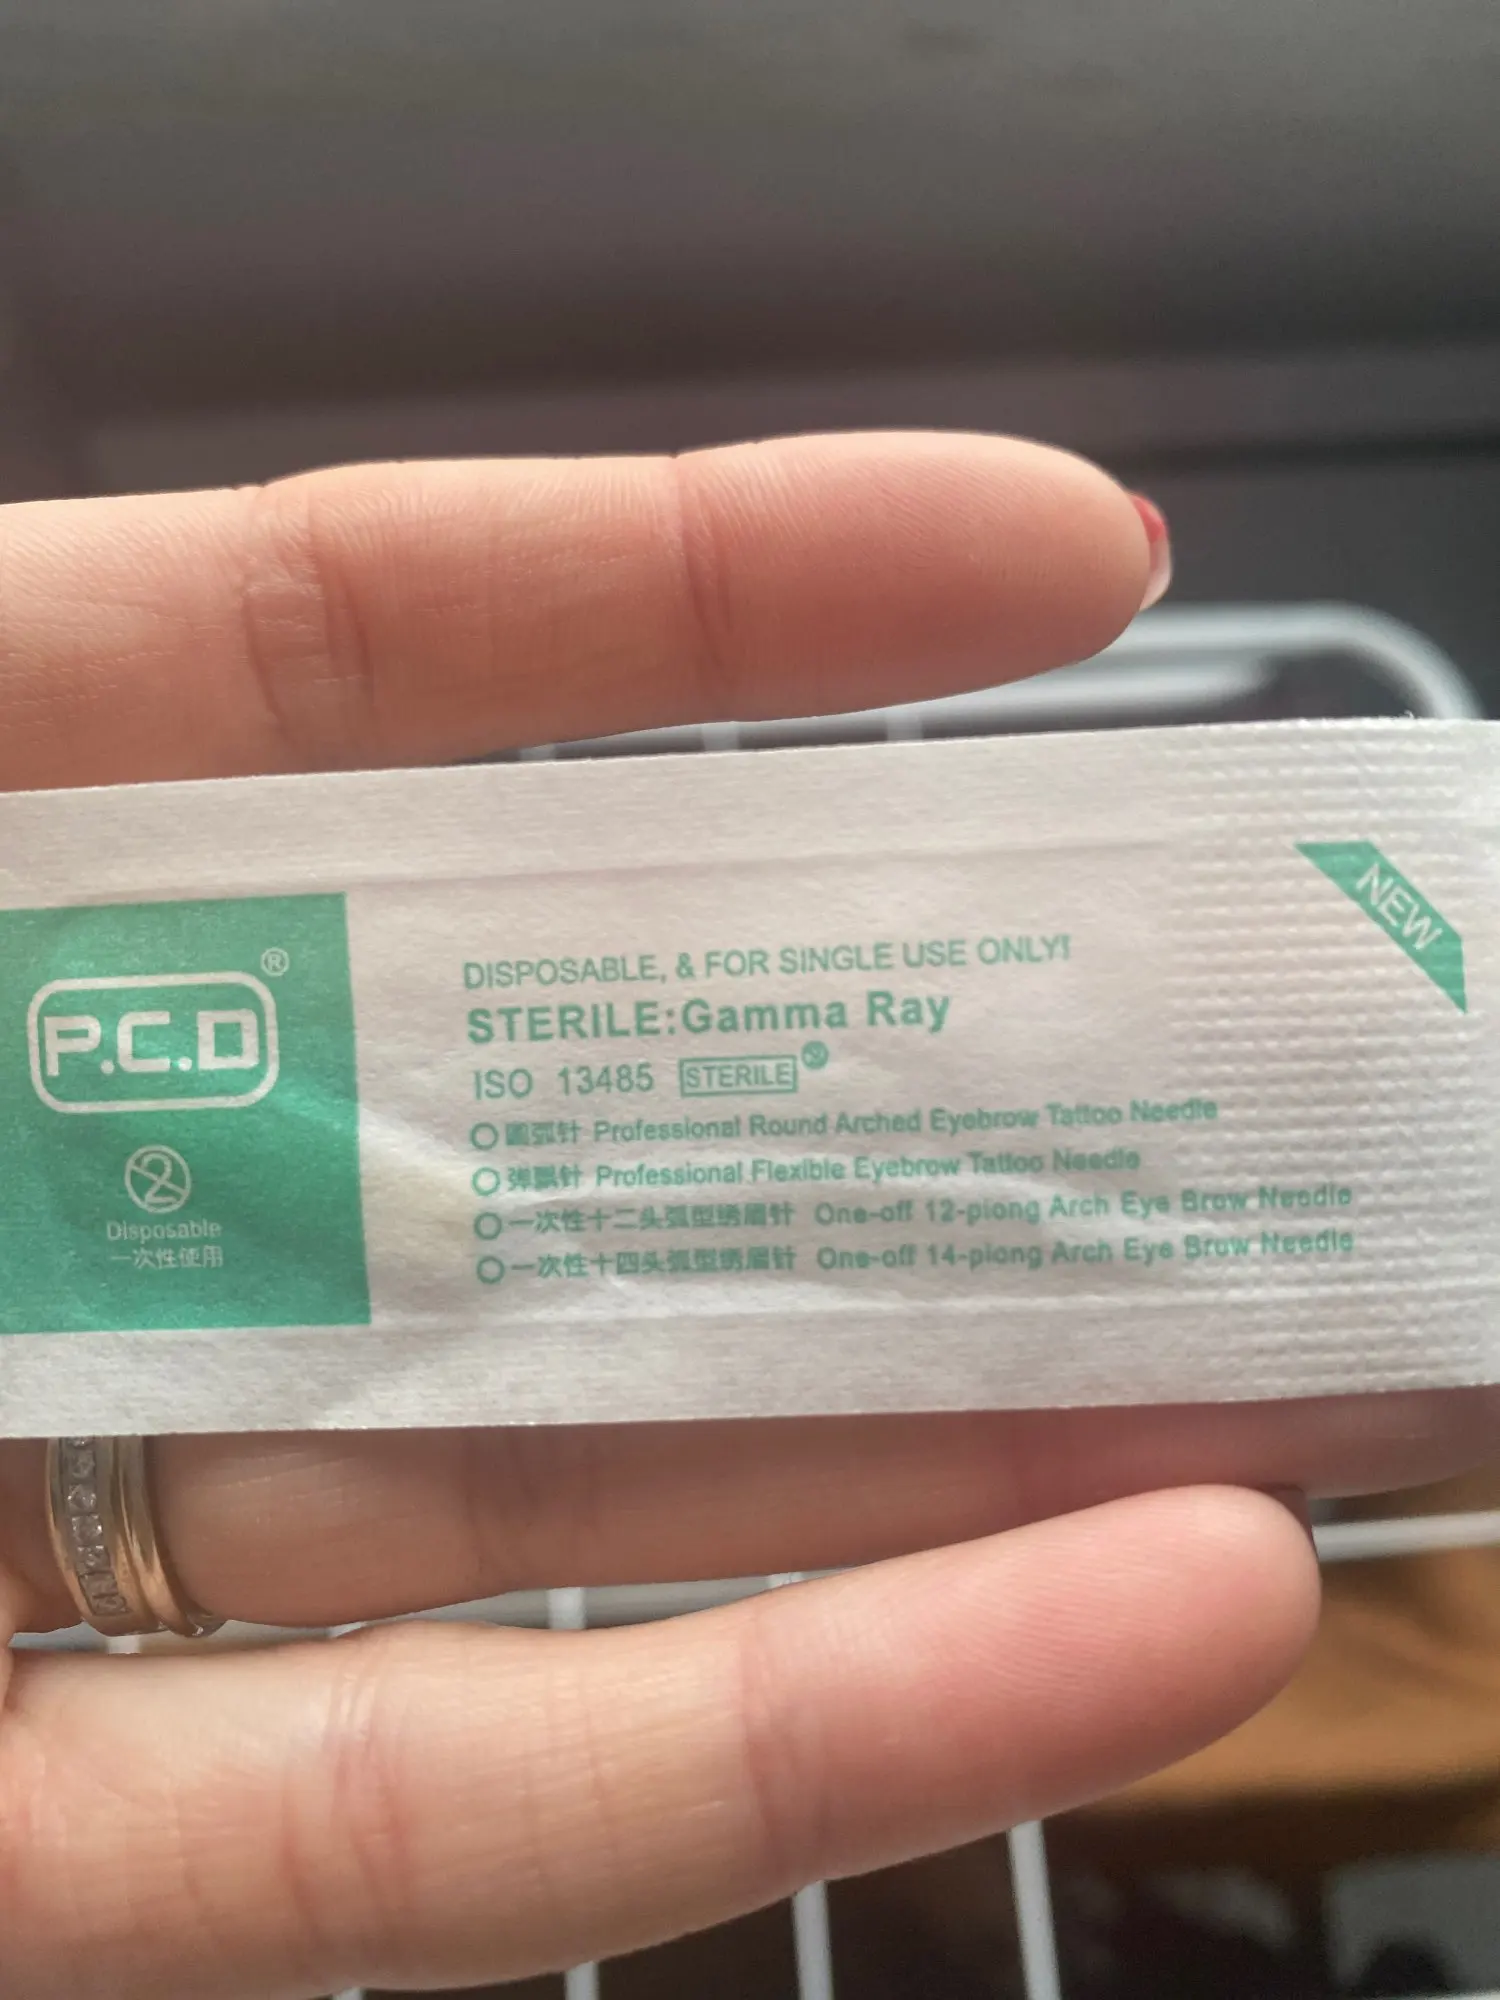 P.C.D®
Disposable
一次性使用
DISPOSABLE, & FOR SINGLE USE ONLY!
STERILE:Gamma Ray
ISO 13485 STERILE
圆弧针 Professional Round Arched Eyebrow Tattoo Needle
弹飘针 Professional Flexible Eyebrow Tattoo Needle
一次性十二头弧型绣眉针 One-off 12-piong Arch Eye Brow Needle
一次性十四头弧型绣眉针 One-off 14-piong Arch Eye Brow Needle
NEW